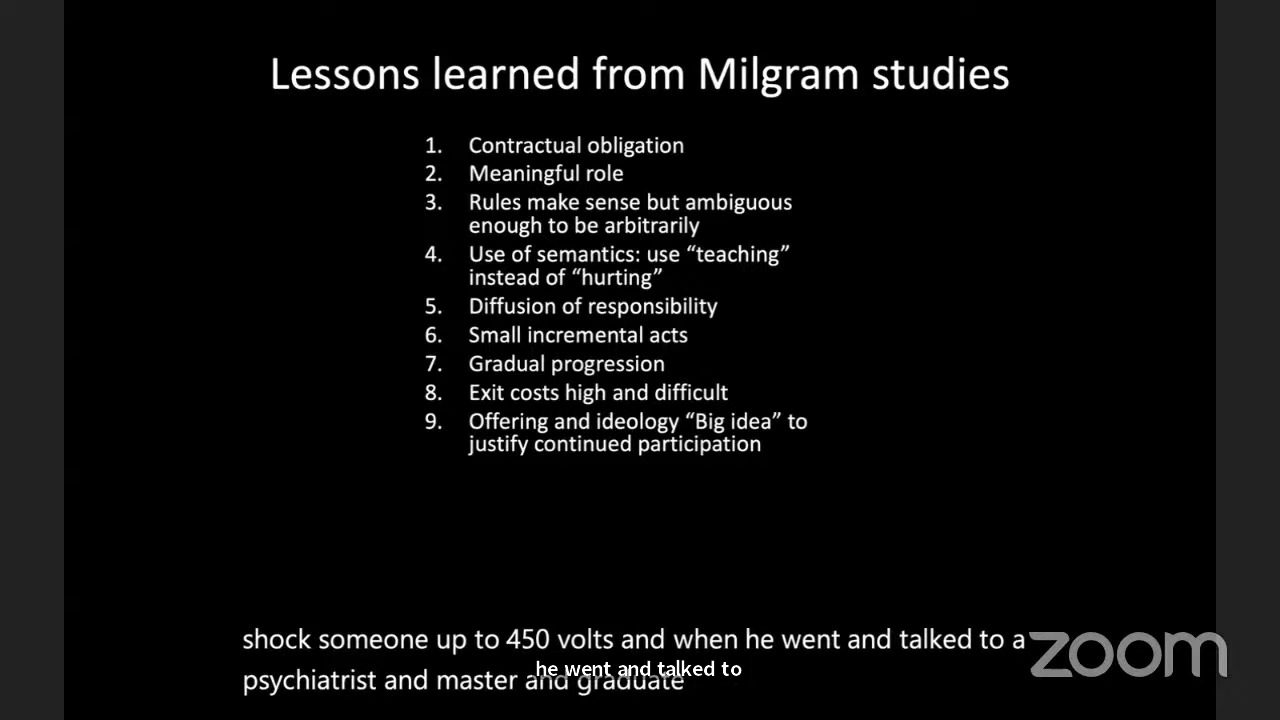 Lessons learned from Milgram studies
1. Contractual obligation
2. Meaningful role
3. Rules make sense but ambiguous
enough to be arbitrarily
4. Use of semantics: use “teaching”
instead of “hurting”
5. Diffusion of responsibility
6. Small incremental acts
7. Gradual progression
8. Exit costs high and difficult
9. Offering and ideology “Big idea” to
justify continued participation
shock someone up to 450 volts and when he went and talked to a
he went and talked to
psychiatrist and master and graduate
zoom